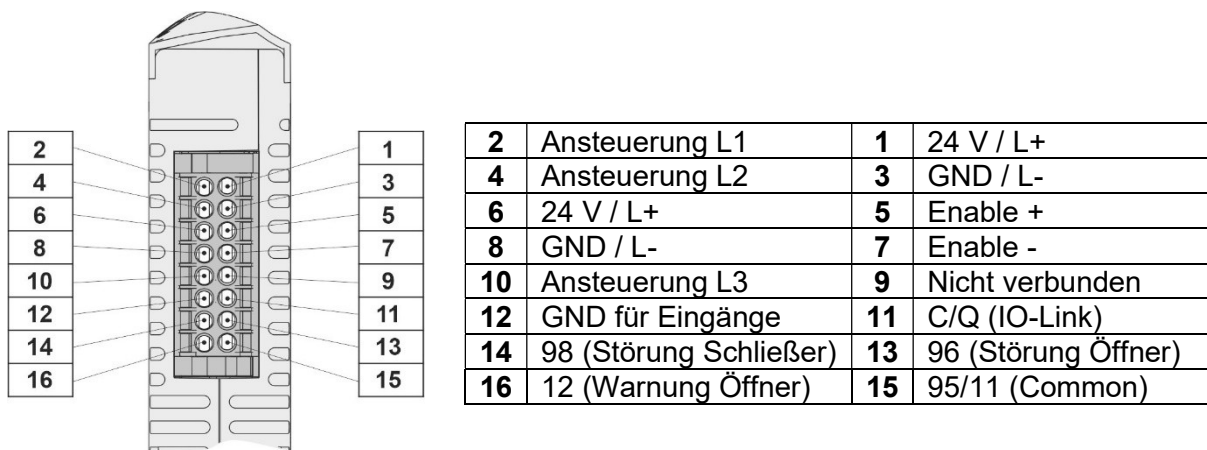 2
4
6
8
10
12
14
16
1
3
5
7
9
11
13
15
2 Ansteuerung L1 1 24 V / L+
4 Ansteuerung L2 3 GND / L-
6 24 V / L+ 5 Enable +
8 GND / L- 7 Enable -
10 Ansteuerung L3 9 Nicht verbunden
12 GND für Eingänge 11 C/Q (IO-Link)
14 98 (Störung Schließer) 13 96 (Störung Öffner)
16 12 (Warnung Öffner) 15 95/11 (Common)